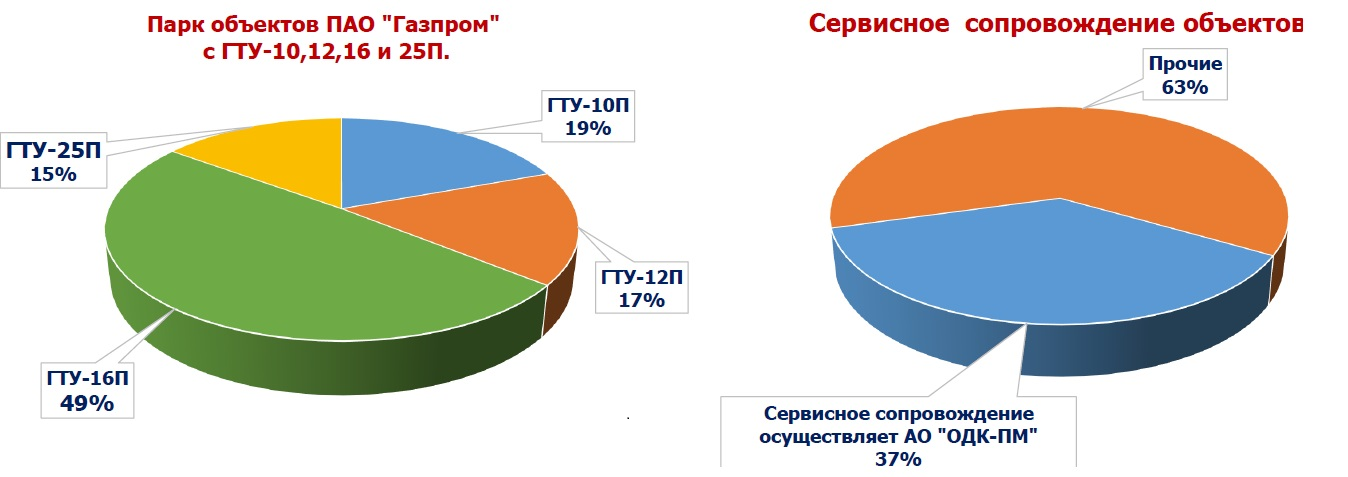 Парк объектов ПАО "Газпром"
с ГТУ-10,12,16 и 25П.
ГТУ-10П
19%
ГТУ-25П
15%
ГТУ-12П
17%
ГТУ-16П
49%
.
Сервисное сопровождение объектов
Прочие
63%
Сервисное сопровождение
осуществляет АО "ОДК-ПМ"
37%